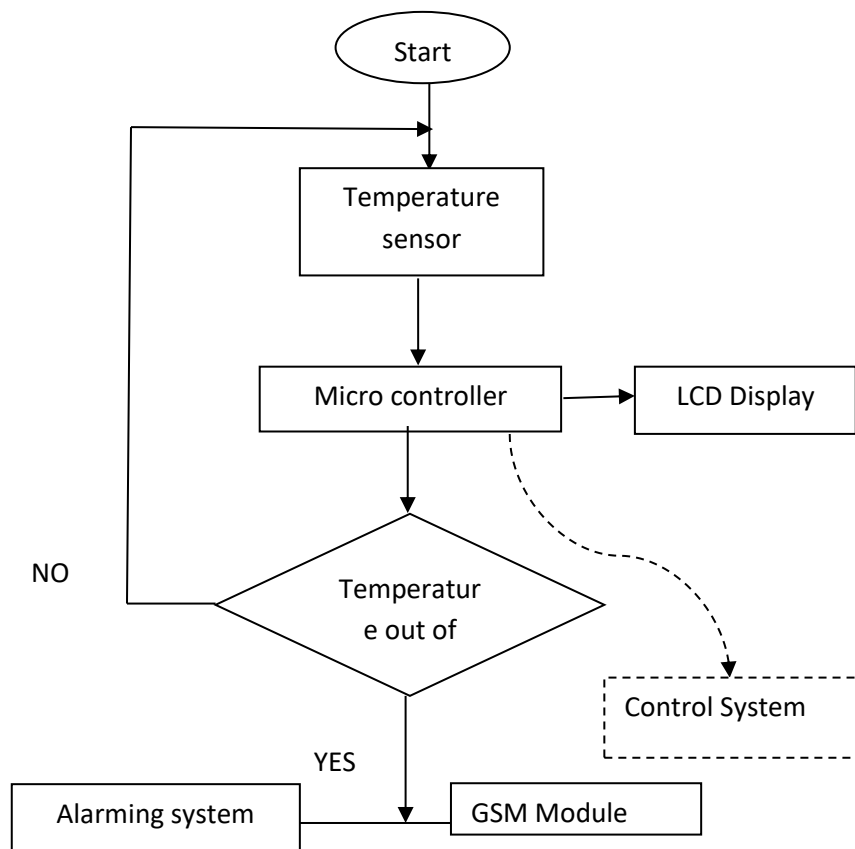 Start
Temperature
sensor
Micro controller
LCD Display
NO
Temperatur
e out of
Control System
YES
Alarming system
GSM Module